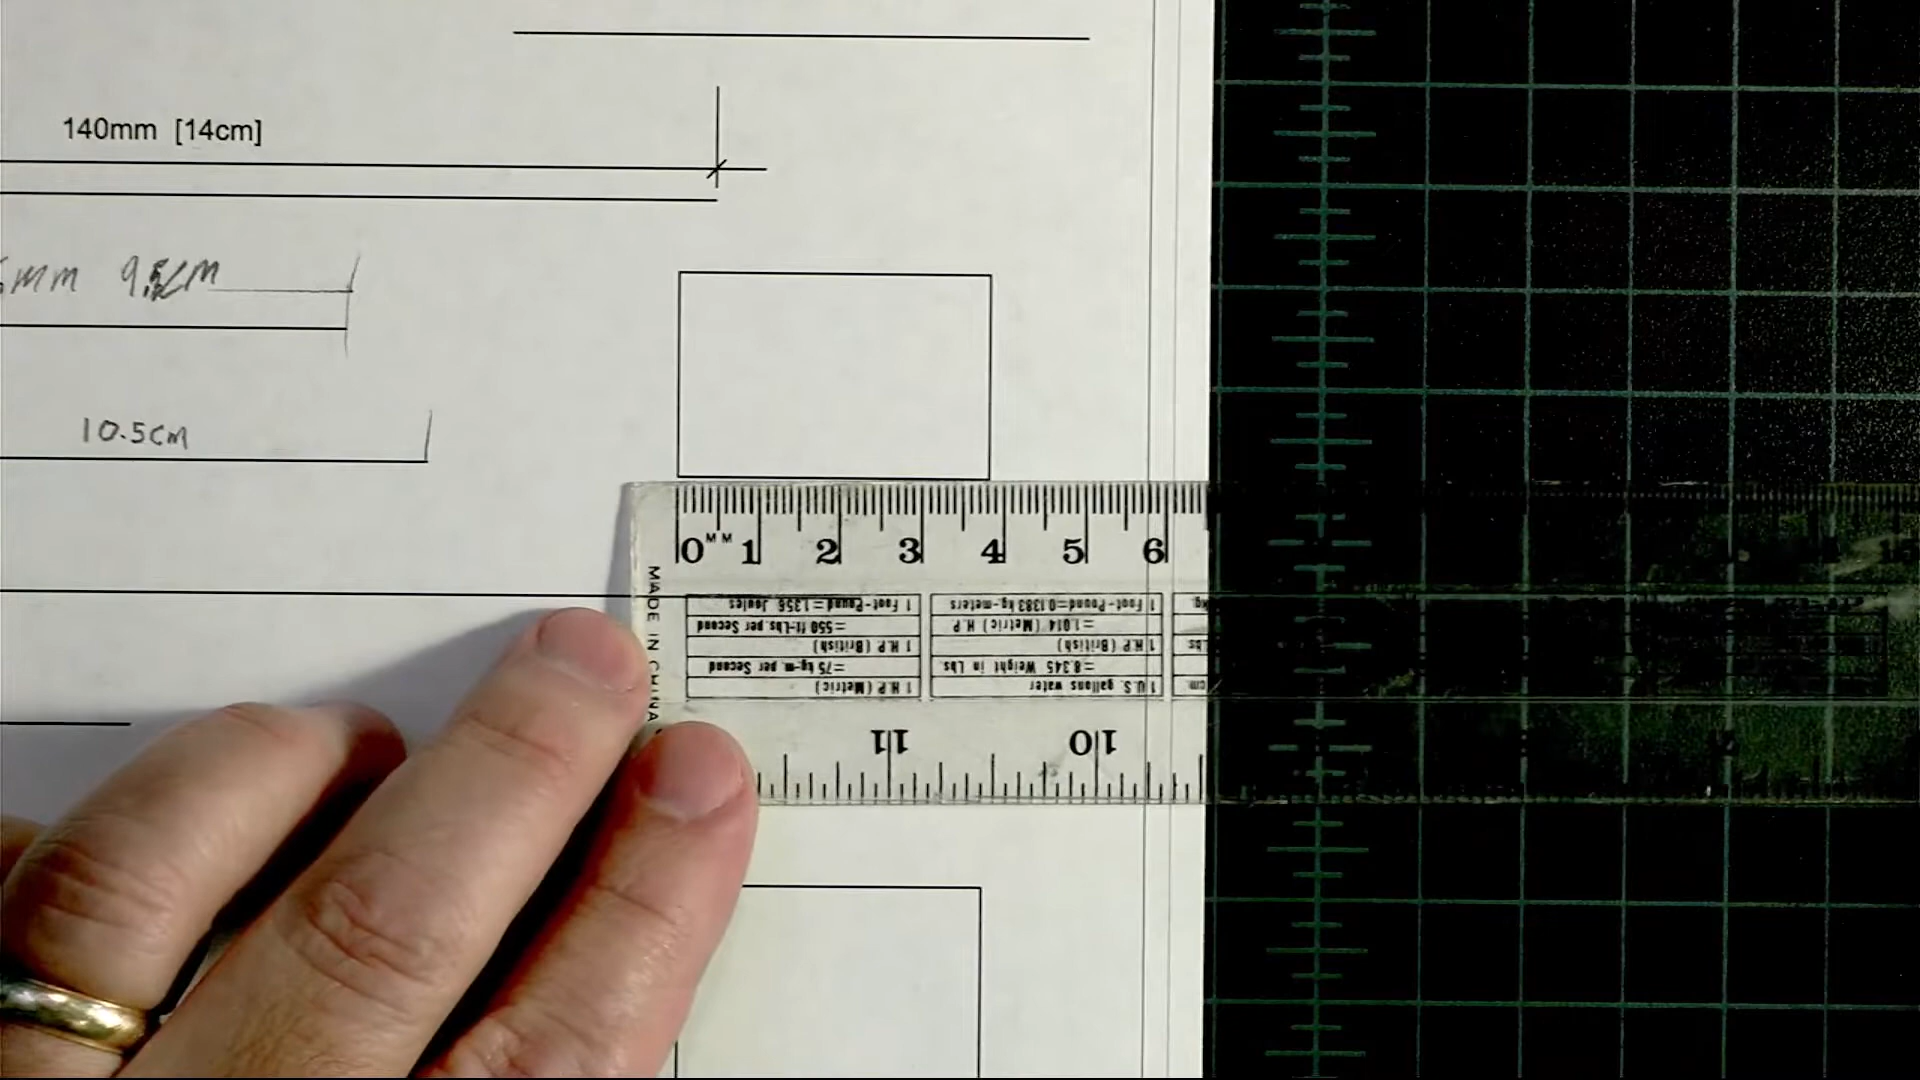 140mm [14cm]
mm 9.5cm
10.5cm
0 MM 1 2 3 4 5 6
MADE IN CHINA
1 Foot-Pound=1.356 Joules
=550 ft-Lbs. per Second
1 H.P. (British)
=75 kg-m. per Second
1 H.P. (Metric)
1 Foot-Pound=0.1383 kg-meters
=1.014 (Metric) H.P.
1 H.P. (British)
=8.345 Weight in Lbs.
1 U.S. gallons water
11 10